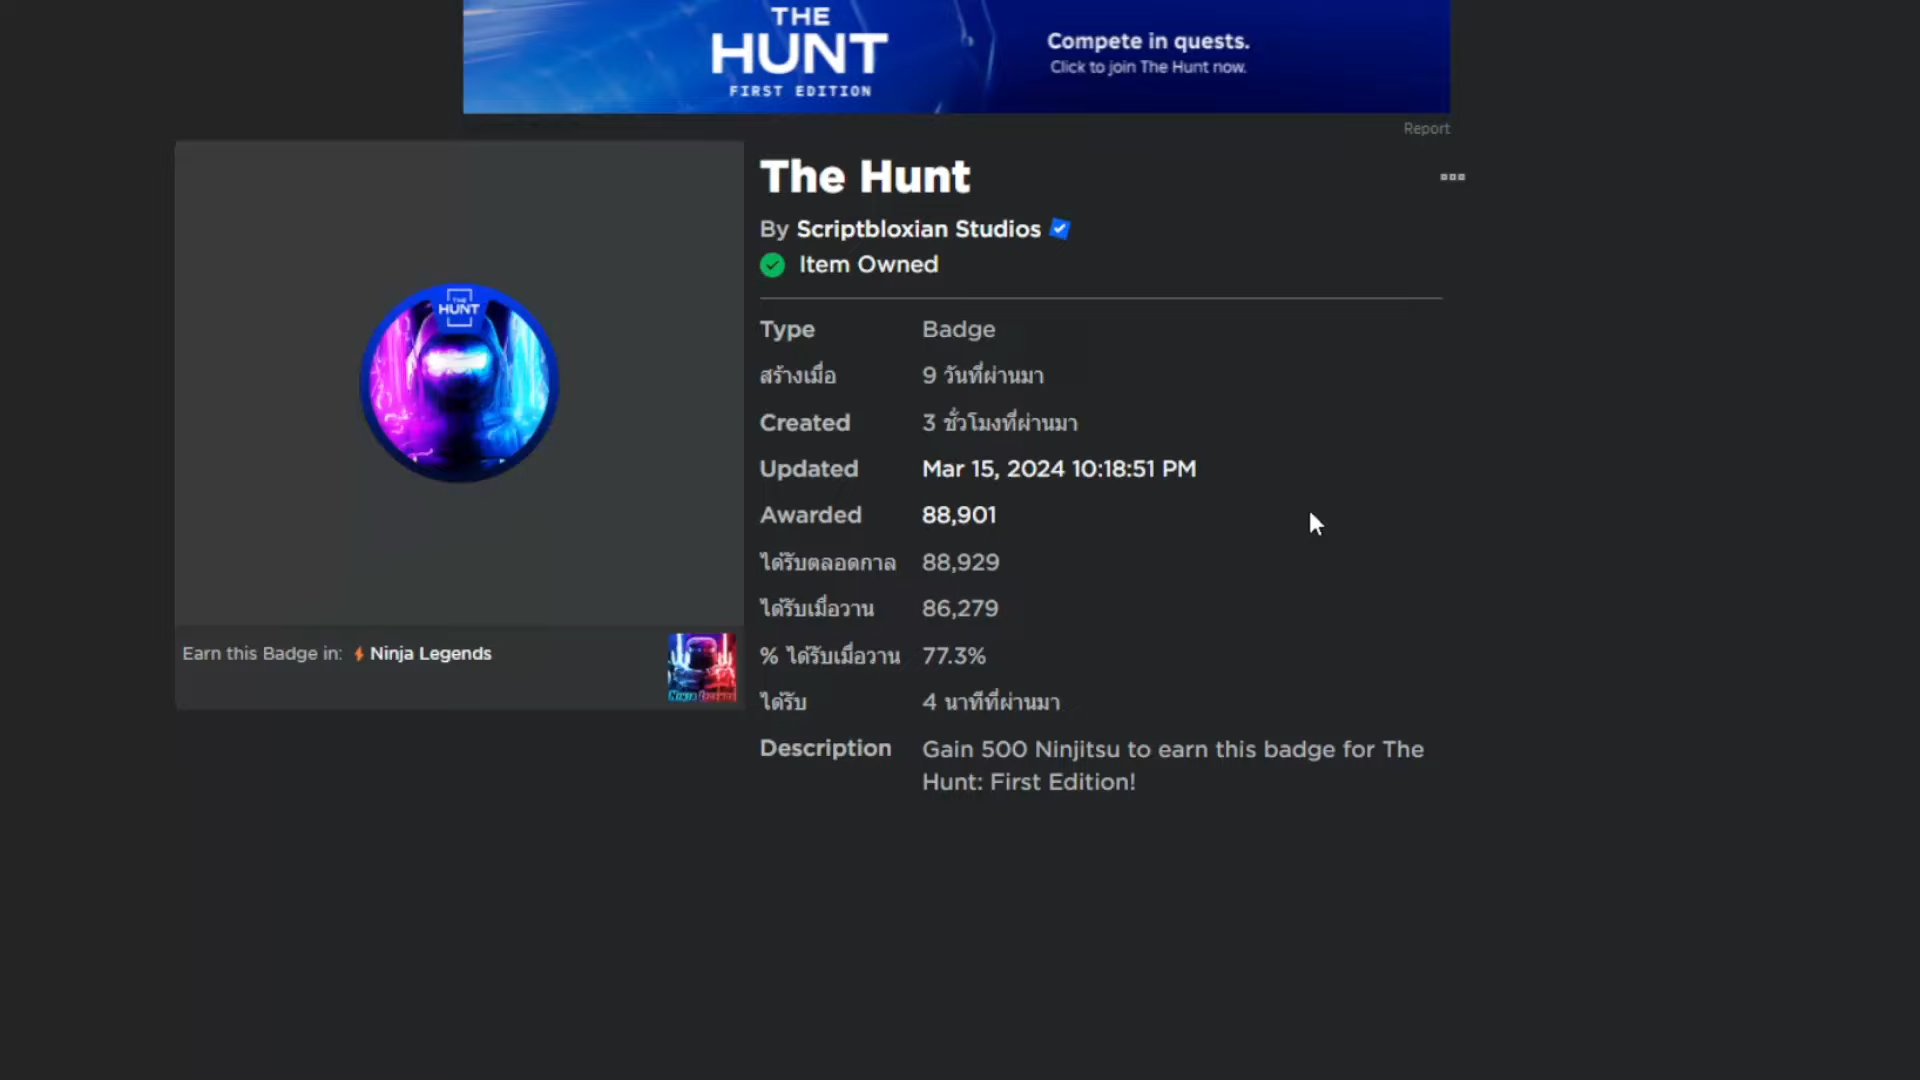 THE
HUNT
FIRST EDITION
Compete in quests.
Click to join The Hunt now.
Report
The Hunt
By Scriptbloxian Studios
Item Owned
THE
HUNT
Type Badge
สร้างเมื่อ 9 วันที่ผ่านมา
Created 3 ชั่วโมงที่ผ่านมา
Updated Mar 15, 2024 10:18:51 PM
Awarded 88,901
ได้รับตลอดกาล 88,929
ได้รับเมื่อวาน 86,279
% ได้รับเมื่อวาน 77.3%
ได้รับ 4 นาทีที่ผ่านมา
Description Gain 500 Ninjitsu to earn this badge for The
Hunt: First Edition!
Earn this Badge in: Ninja Legends
Ninja Legends